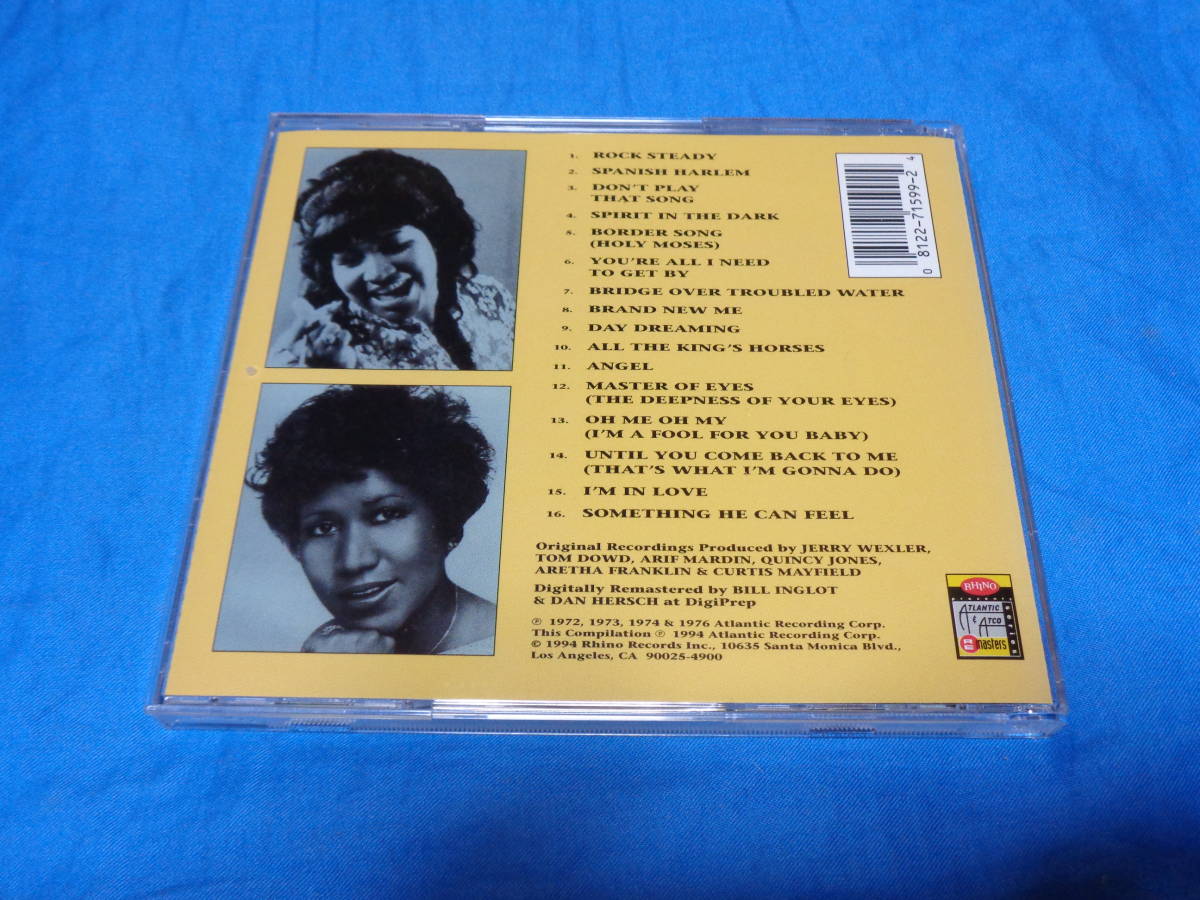 1. ROCK STEADY
2. SPANISH HARLEM
3. DON'T PLAY
THAT SONG
4. SPIRIT IN THE DARK
5. BORDER SONG
(HOLY MOSES)
6. YOU'RE ALL I NEED
TO GET BY
7. BRIDGE OVER TROUBLED WATER
8. BRAND NEW ME
9. DAY DREAMING
10. ALL THE KING'S HORSES
11. ANGEL
12. MASTER OF EYES
(THE DEEPNESS OF YOUR EYES)
13. OH ME OH MY
(I'M A FOOL FOR YOU BABY)
14. UNTIL YOU COME BACK TO ME
(THAT'S WHAT I'M GONNA DO)
15. I'M IN LOVE
16. SOMETHING HE CAN FEEL
0 8122-71599-2 4
Original Recordings Produced by JERRY WEXLER,
TOM DOWD, ARIF MARDIN, QUINCY JONES,
ARETHA FRANKLIN & CURTIS MAYFIELD
Digitally Remastered by BILL INGLOT
& DAN HERSCH at DigiPrep
℗ 1972, 1973, 1974 & 1976 Atlantic Recording Corp.
This Compilation ℗ 1994 Atlantic Recording Corp.
© 1994 Rhino Records Inc., 10635 Santa Monica Blvd.,
Los Angeles, CA 90025-4900
RHINO
presents
ATLANTIC
& ATCO
REmasters
series